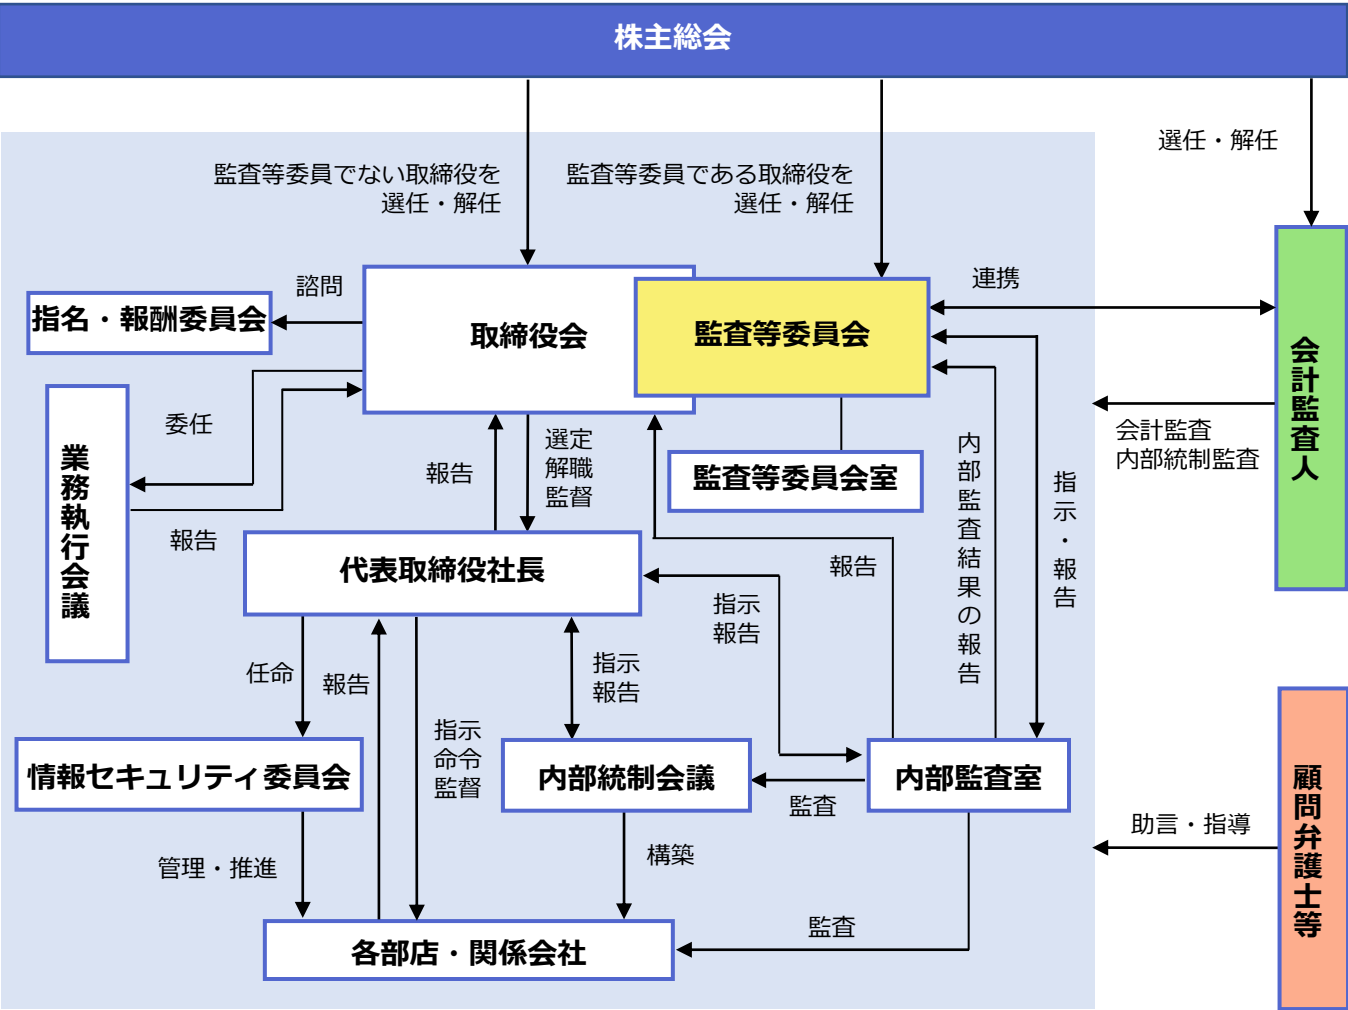 株主総会
選任・解任
監査等委員でない取締役を
選任・解任
監査等委員である取締役を
選任・解任
諮問
連携
指名・報酬委員会
取締役会
監査等委員会
会計監査人
委任
業務執行会議
報告
報告
選定
解職
監督
監査等委員会室
会計監査
内部統制監査
内部監査結果の報告
指示・報告
代表取締役社長
報告
指示
報告
任命
報告
指示
報告
指示
命令
監督
情報セキュリティ委員会
内部統制会議
内部監査室
監査
顧問弁護士等
助言・指導
管理・推進
構築
監査
各部店・関係会社